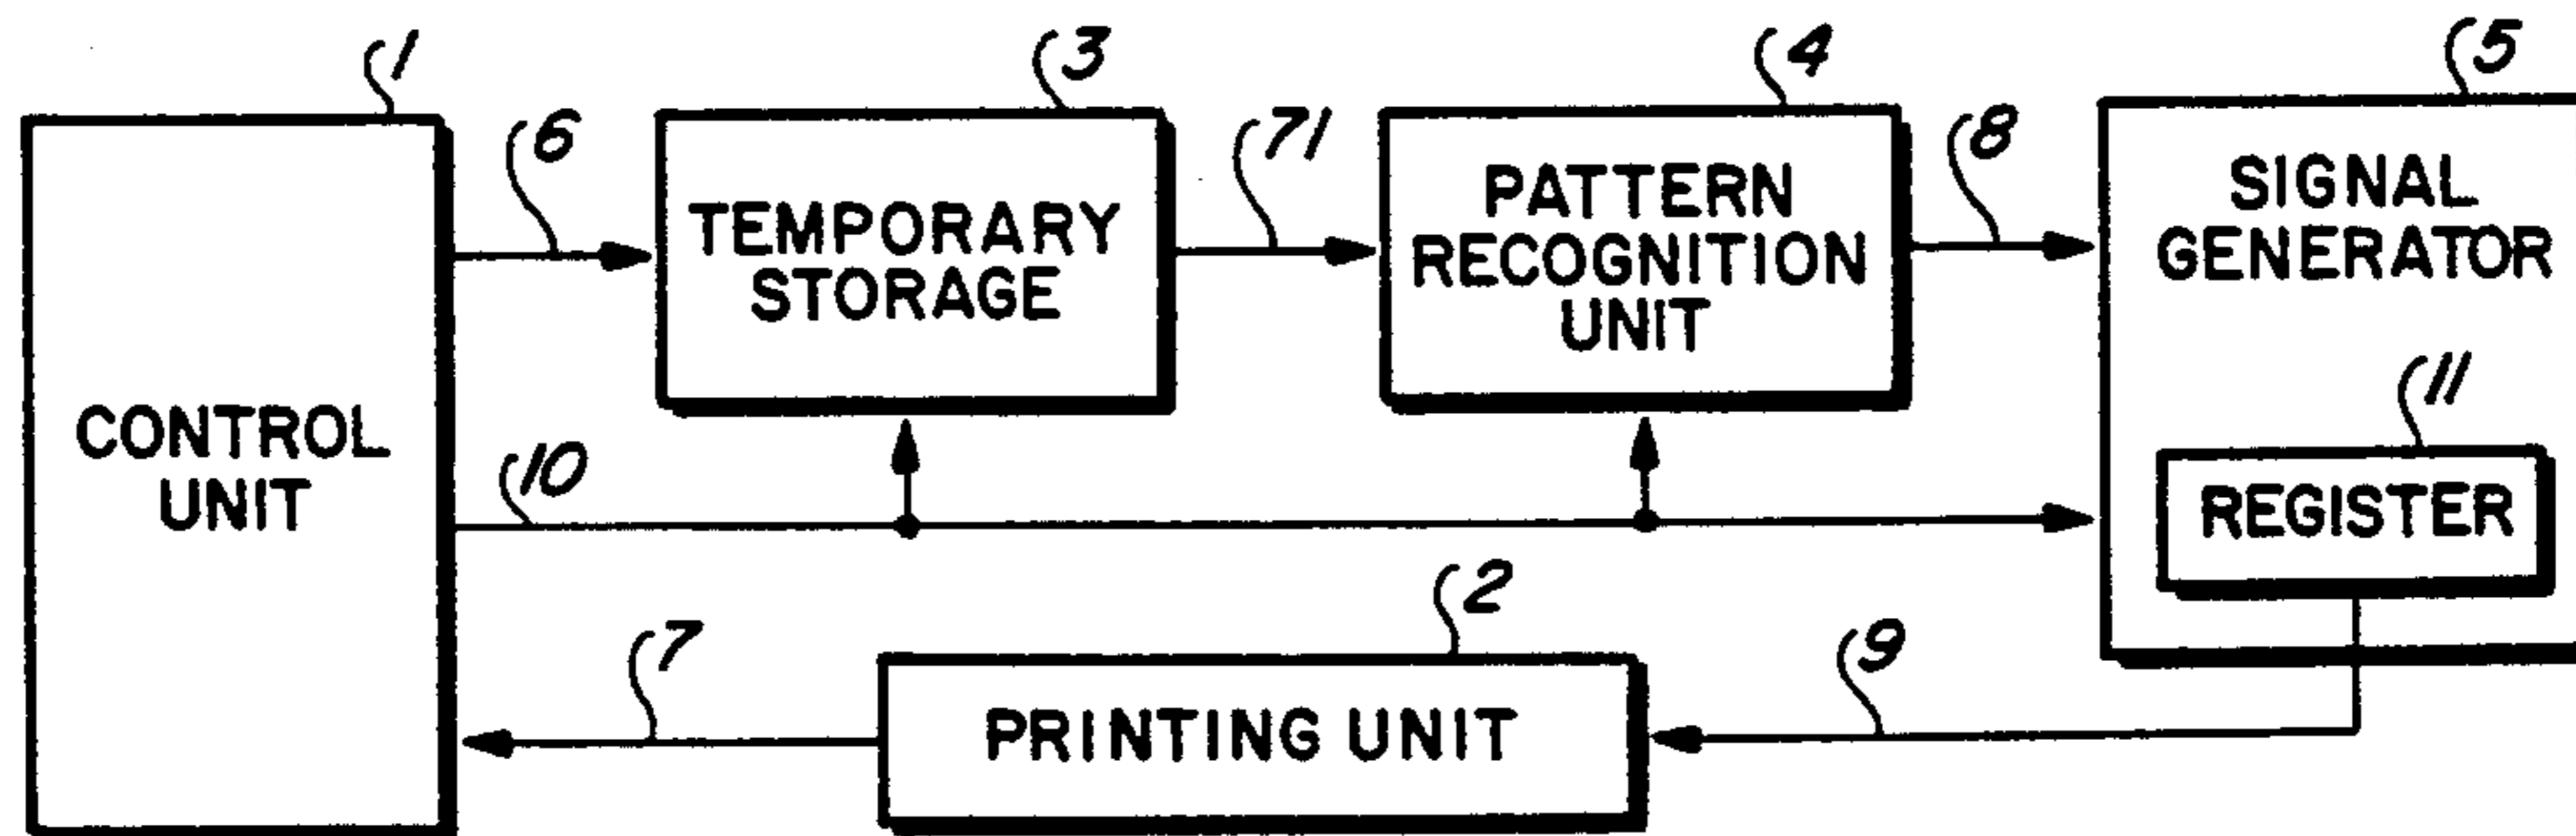 1
3
4
5
6
71
8
TEMPORARY
STORAGE
PATTERN
RECOGNITION
UNIT
SIGNAL
GENERATOR
CONTROL
UNIT
10
11
REGISTER
7
2
9
PRINTING UNIT